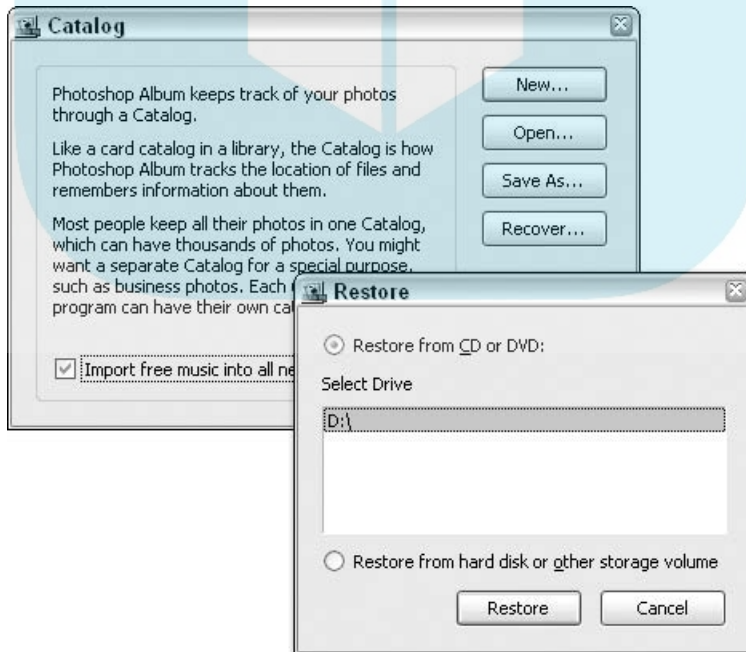 Catalog
Photoshop Album keeps track of your photos
through a Catalog.
Like a card catalog in a library, the Catalog is how
Photoshop Album tracks the location of files and
remembers information about them.
Most people keep all their photos in one Catalog,
which can have thousands of photos. You might
want a separate Catalog for a special purpose,
such as business photos. Each
program can have their own
Import free music into all
New...
Open...
Save As...
Recover...
Restore
Restore from CD or DVD:
Select Drive
D:\
Restore from hard disk or other storage volume
Restore
Cancel